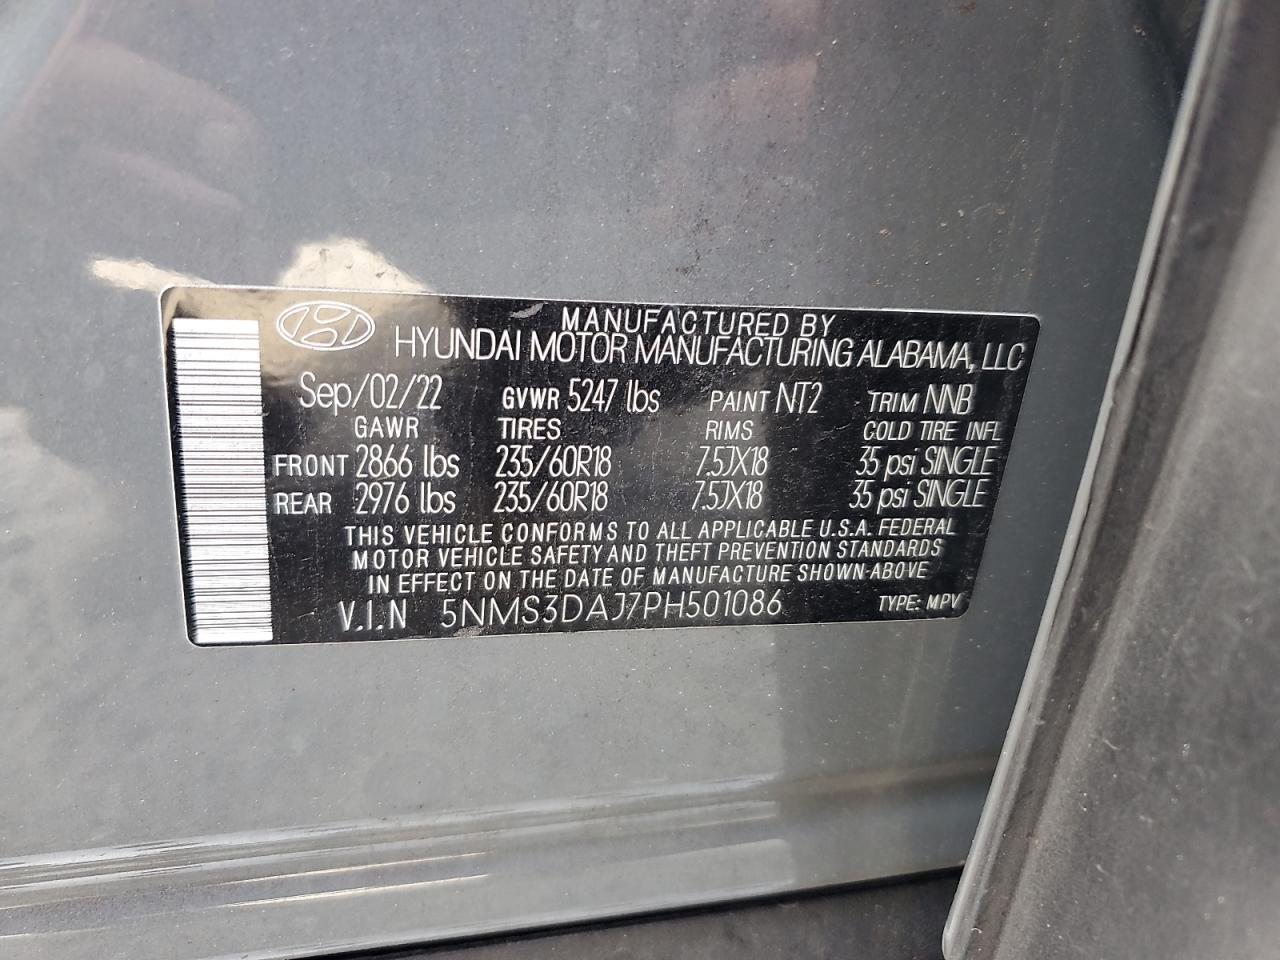 MANUFACTURED BY
HYUNDAI MOTOR MANUFACTURING ALABAMA, LLC
Sep/02/22 GVWR 5247 lbs PAINT NT2 TRIM NNB
GAWR TIRES RIMS COLD TIRE INFL
FRONT 2866 lbs 235/60R18 7.5JX18 35 psi SINGLE
REAR 2976 lbs 235/60R18 7.5JX18 35 psi SINGLE
THIS VEHICLE CONFORMS TO ALL APPLICABLE U.S.A. FEDERAL
MOTOR VEHICLE SAFETY AND THEFT PREVENTION STANDARDS
IN EFFECT ON THE DATE OF MANUFACTURE SHOWN ABOVE
V.I.N 5NMS3DAJ7PH501086 TYPE: MPV